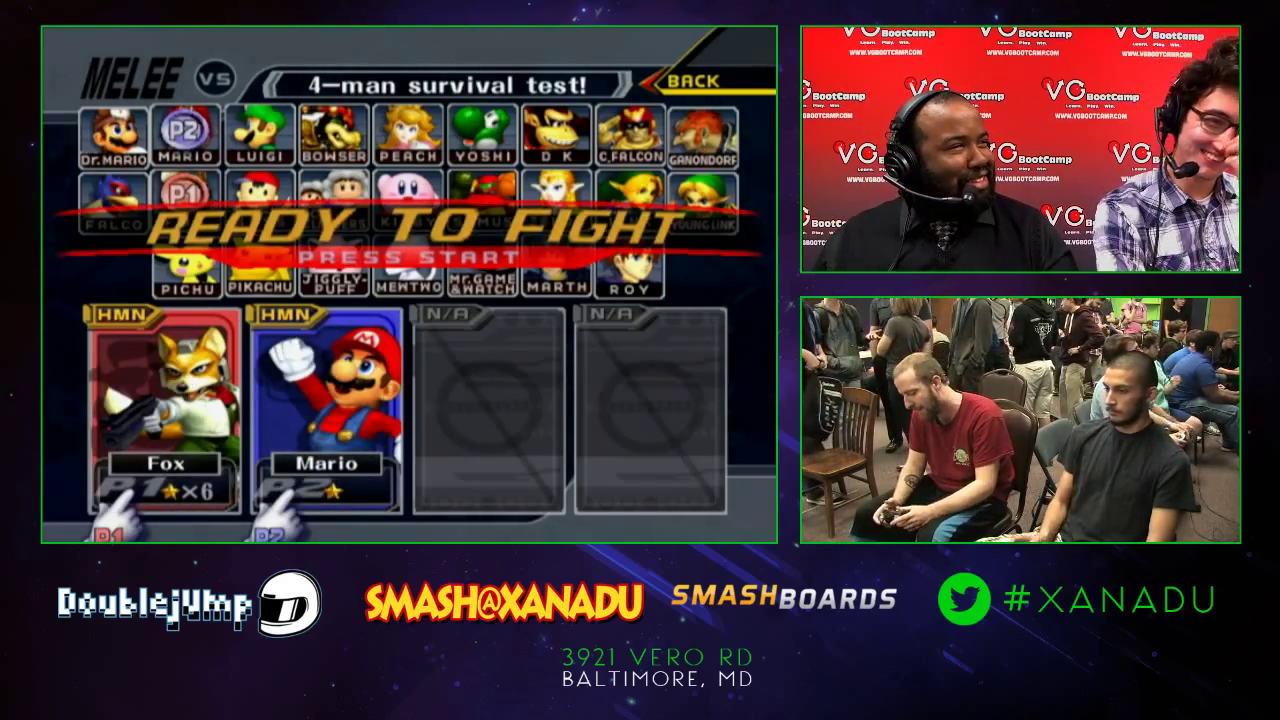 MELEE VS 4-man survival test! BACK
DR.MARIO P2 MARIO LUIGI BOWSER PEACH YOSHI D K C.FALCON GANONDORF
P1
FALCO YOUNG LINK
READY TO FIGHT
PRESS START
PICHU PIKACHU JIGGLY-PUFF MEWTWO Mr.GAME &WATCH MARTH ROY
HMN HMN N/A N/A
Fox Mario
P1 ★×6 P2 ★
P1 P2
VG BootCamp
Learn. Play. Win.
WWW.VGBOOTCAMP.COM
Doublejump SMASH@XANADU SMASHBOARDS #XANADU
3921 VERO RD
BALTIMORE, MD